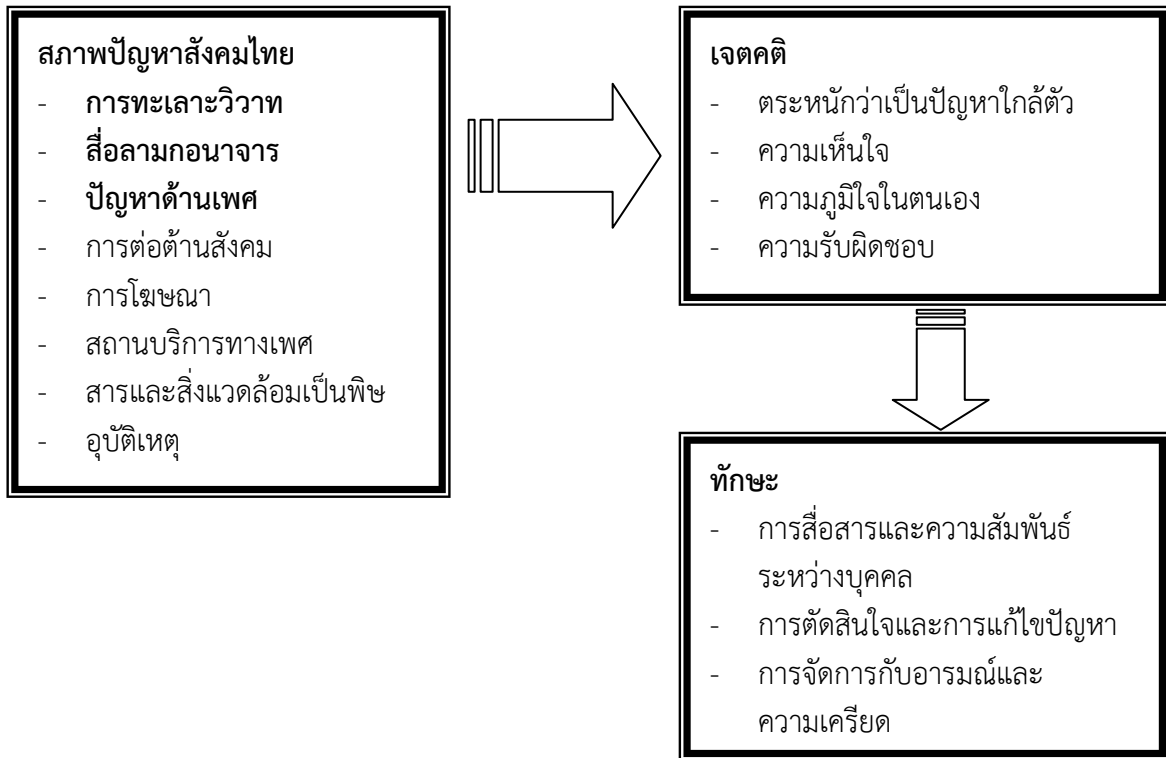 สภาพปัญหาสังคมไทย
- การทะเลาะวิวาท
- สื่อลามกอนาจาร
- ปัญหาด้านเพศ
- การต่อต้านสังคม
- การโฆษณา
- สถานบริการทางเพศ
- สารและสิ่งแวดล้อมเป็นพิษ
- อุบัติเหตุ
เจตคติ
- ตระหนักว่าเป็นปัญหาใกล้ตัว
- ความเห็นใจ
- ความภูมิใจในตนเอง
- ความรับผิดชอบ
ทักษะ
- การสื่อสารและความสัมพันธ์
ระหว่างบุคคล
- การตัดสินใจและการแก้ไขปัญหา
- การจัดการกับอารมณ์และ
ความเครียด